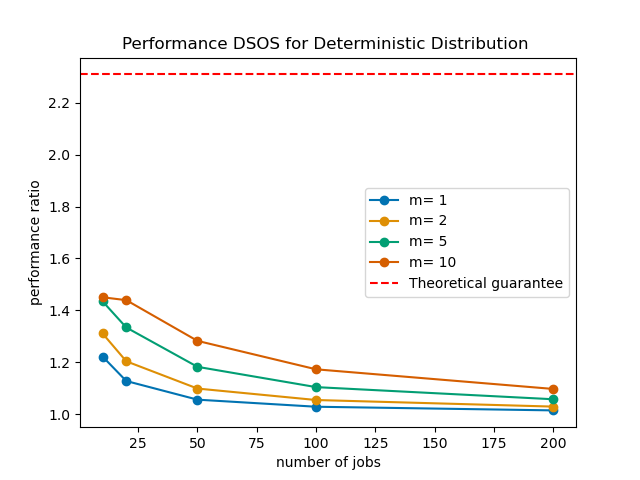 Performance DSOS for Deterministic Distribution
performance ratio
2.2
2.0
1.8
1.6
1.4
1.2
1.0
m= 1
m= 2
m= 5
m= 10
Theoretical guarantee
25 50 75 100 125 150 175 200
number of jobs